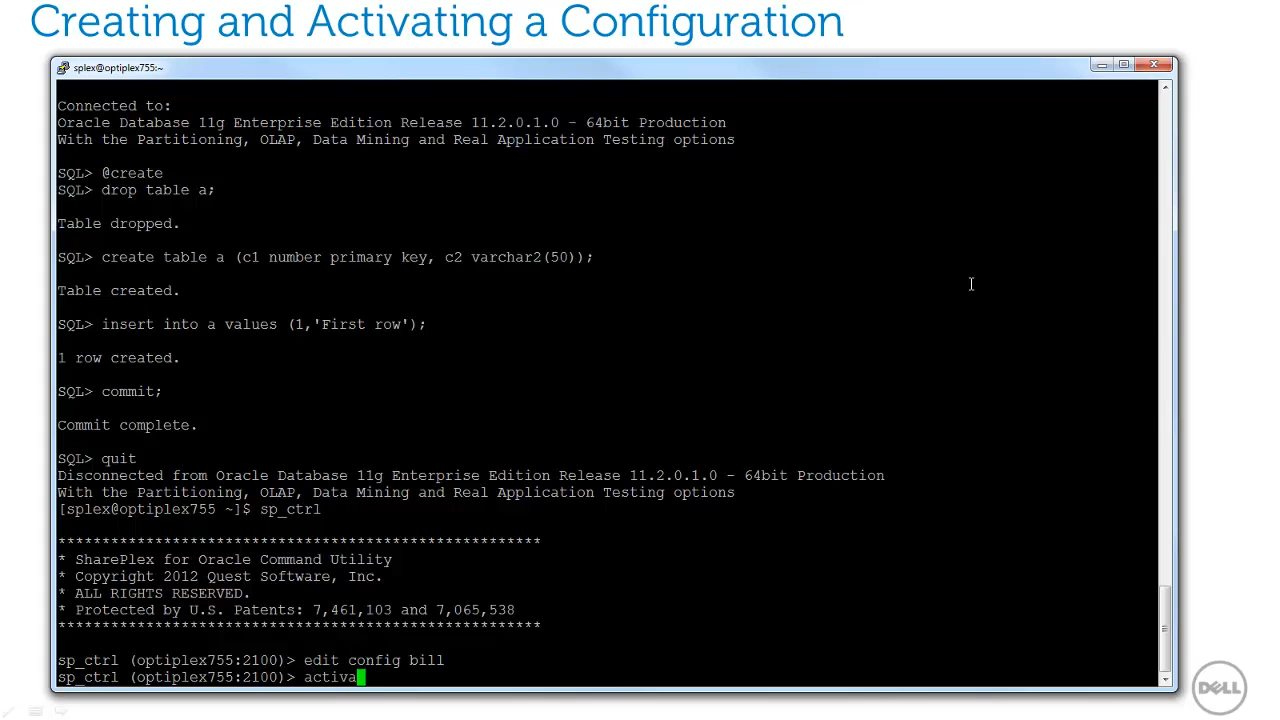 Creating and Activating a Configuration
splex@optiplex755:~
Connected to:
Oracle Database 11g Enterprise Edition Release 11.2.0.1.0 - 64bit Production
With the Partitioning, OLAP, Data Mining and Real Application Testing options
SQL> @create
SQL> drop table a;
Table dropped.
SQL> create table a (c1 number primary key, c2 varchar2(50));
Table created.
SQL> insert into a values (1,'First row');
1 row created.
SQL> commit;
Commit complete.
SQL> quit
Disconnected from Oracle Database 11g Enterprise Edition Release 11.2.0.1.0 - 64bit Production
With the Partitioning, OLAP, Data Mining and Real Application Testing options
[splex@optiplex755 ~]$ sp_ctrl
*******************************************************
* SharePlex for Oracle Command Utility
* Copyright 2012 Quest Software, Inc.
* ALL RIGHTS RESERVED.
* Protected by U.S. Patents: 7,461,103 and 7,065,538
*******************************************************
sp_ctrl (optiplex755:2100)> edit config bill
sp_ctrl (optiplex755:2100)> activa
DELL